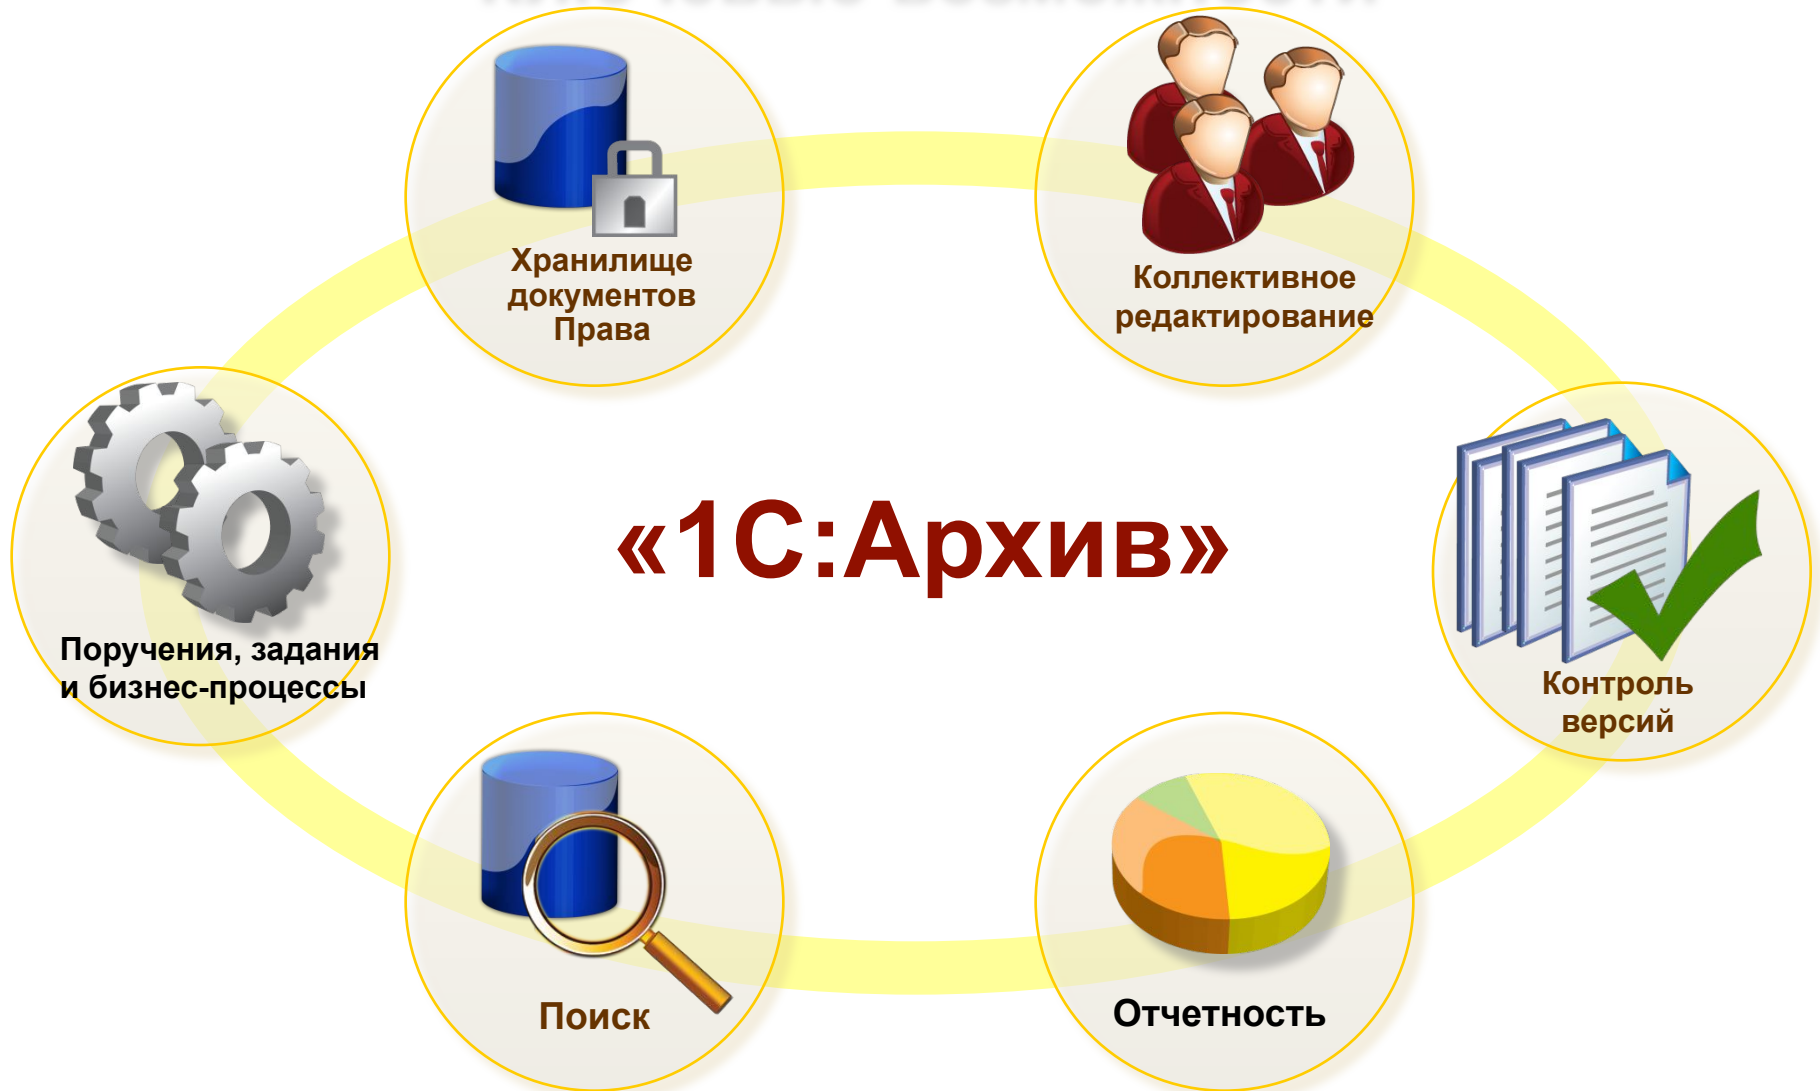 Хранилище
документов
Права
Коллективное
редактирование
«1С:Архив»
Поручения, задания
и бизнес-процессы
Контроль
версий
Поиск
Отчетность